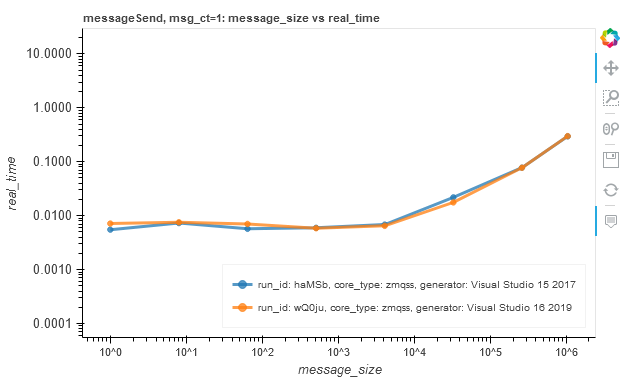 messageSend, msg_ct=1: message_size vs real_time
10.0000
1.0000
0.1000
0.0100
0.0010
0.0001
real_time
run_id: haMSb, core_type: zmqss, generator: Visual Studio 15 2017
run_id: wQ0ju, core_type: zmqss, generator: Visual Studio 16 2019
10^0 10^1 10^2 10^3 10^4 10^5 10^6
message_size